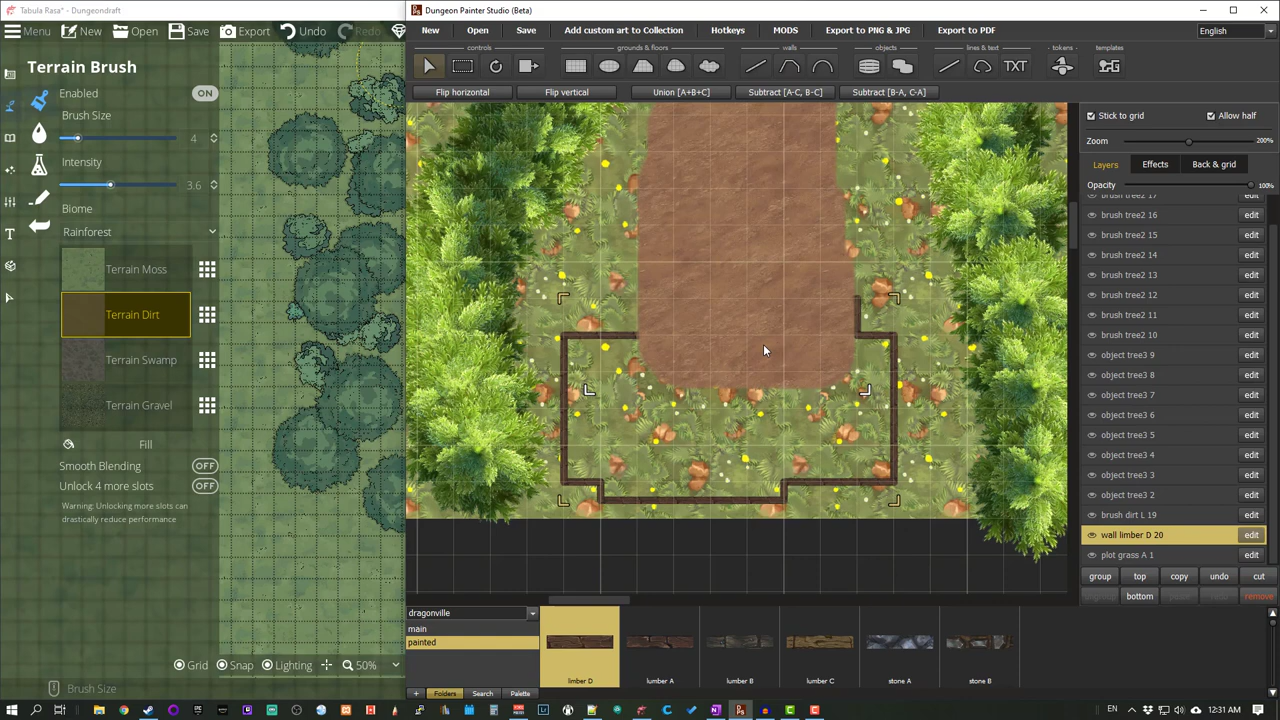 Tabula Rasa* - Dungeondraft
Menu
New
Open
Save
Export
Undo
Redo
Terrain Brush
Enabled
ON
Brush Size
4
Intensity
3.6
Biome
Rainforest
Terrain Moss
Terrain Dirt
Terrain Swamp
Terrain Gravel
Fill
Smooth Blending
OFF
Unlock 4 more slots
OFF
Warning: Unlocking more slots can
drastically reduce performance
Grid
Snap
Lighting
50%
Brush Size
Dungeon Painter Studio (Beta)
New
Open
Save
Add custom art to Collection
Hotkeys
MODS
Export to PNG & JPG
Export to PDF
English
controls
grounds & floors
walls
objects
lines & text
tokens
templates
TXT
Flip horizontal
Flip vertical
Union [A+B+C]
Subtract [A-C, B-C]
Subtract [B-A, C-A]
Stick to grid
Allow half
Zoom
200%
Layers
Effects
Back & grid
Opacity
100%
brush tree2 17
edit
brush tree2 16
edit
brush tree2 15
edit
brush tree2 14
edit
brush tree2 13
edit
brush tree2 12
edit
brush tree2 11
edit
brush tree2 10
edit
object tree3 9
edit
object tree3 8
edit
object tree3 7
edit
object tree3 6
edit
object tree3 5
edit
object tree3 4
edit
object tree3 3
edit
object tree3 2
edit
brush dirt L 19
edit
wall limber D 20
edit
plot grass A 1
edit
group
top
copy
undo
cut
bottom
remove
dragonville
main
painted
limber D
lumber A
lumber B
lumber C
stone A
stone B
Folders
Search
Palette
EN
12:31 AM